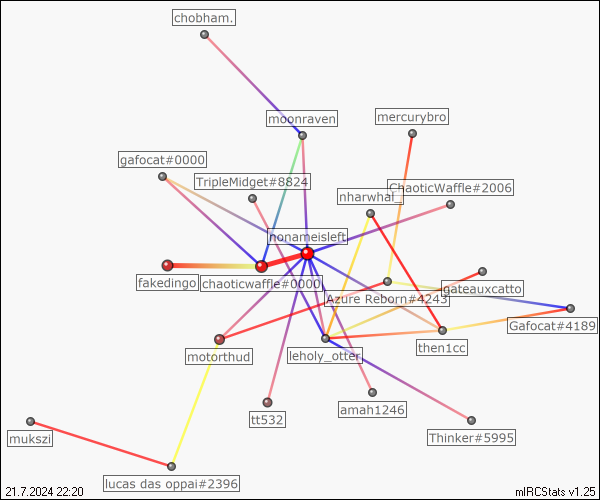 chobham.
moonraven
mercurybro
gafocat#0000
TripleMidget#8824
ChaoticWaffle#2006
nharwhal_
nonameisleft
fakedingo
chaoticwaffle#0000
gateauxcatto
Azure Reborn#4243
Gafocat#4189
motorthud
leholy_otter
then1cc
tt532
amah1246
mukszi
Thinker#5995
lucas das oppai#2396
21.7.2024 22:20
mIRCStats v1.25